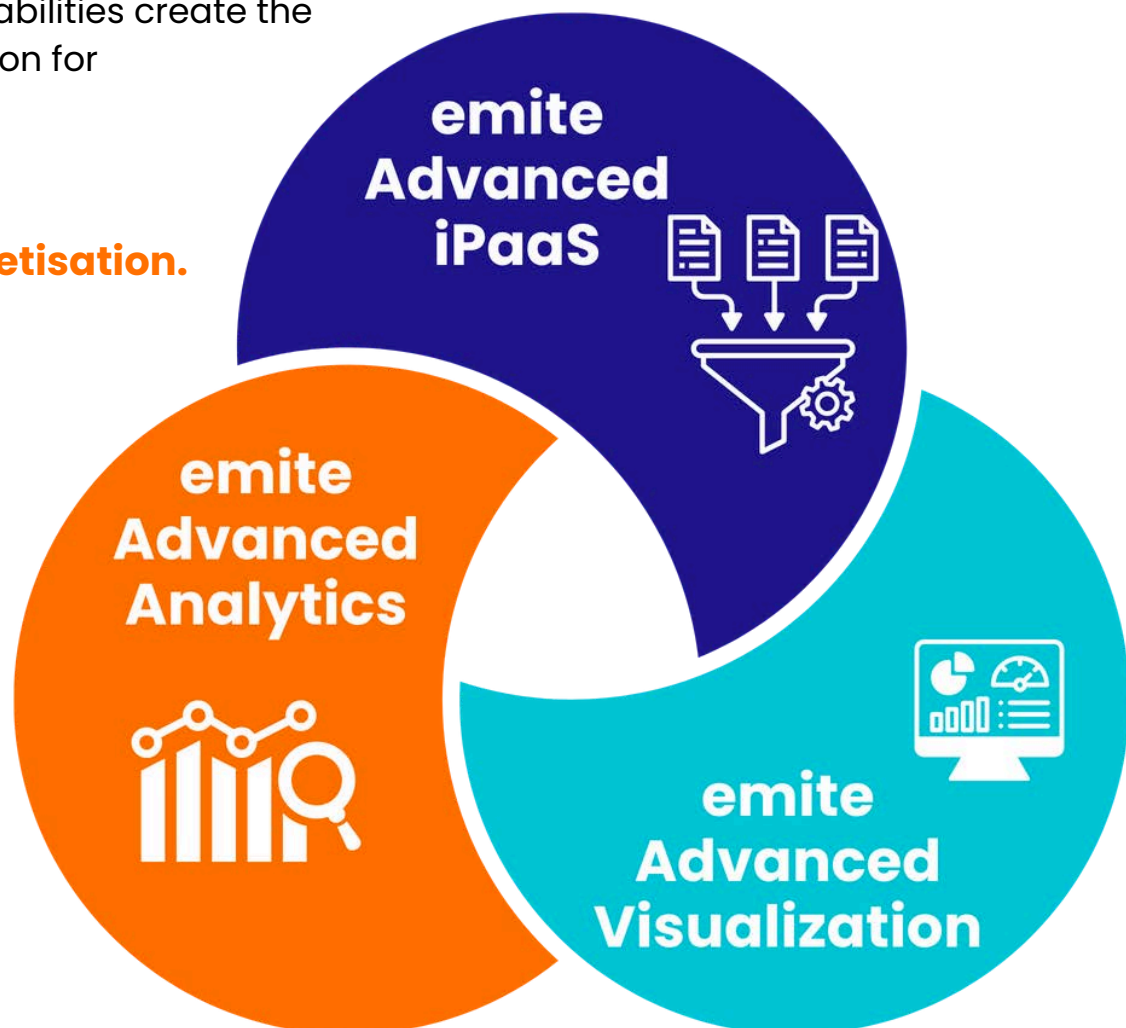 abilities create the
on for
etisation.
emite
Advanced
iPaaS
emite
Advanced
Analytics
emite
Advanced
Visualization